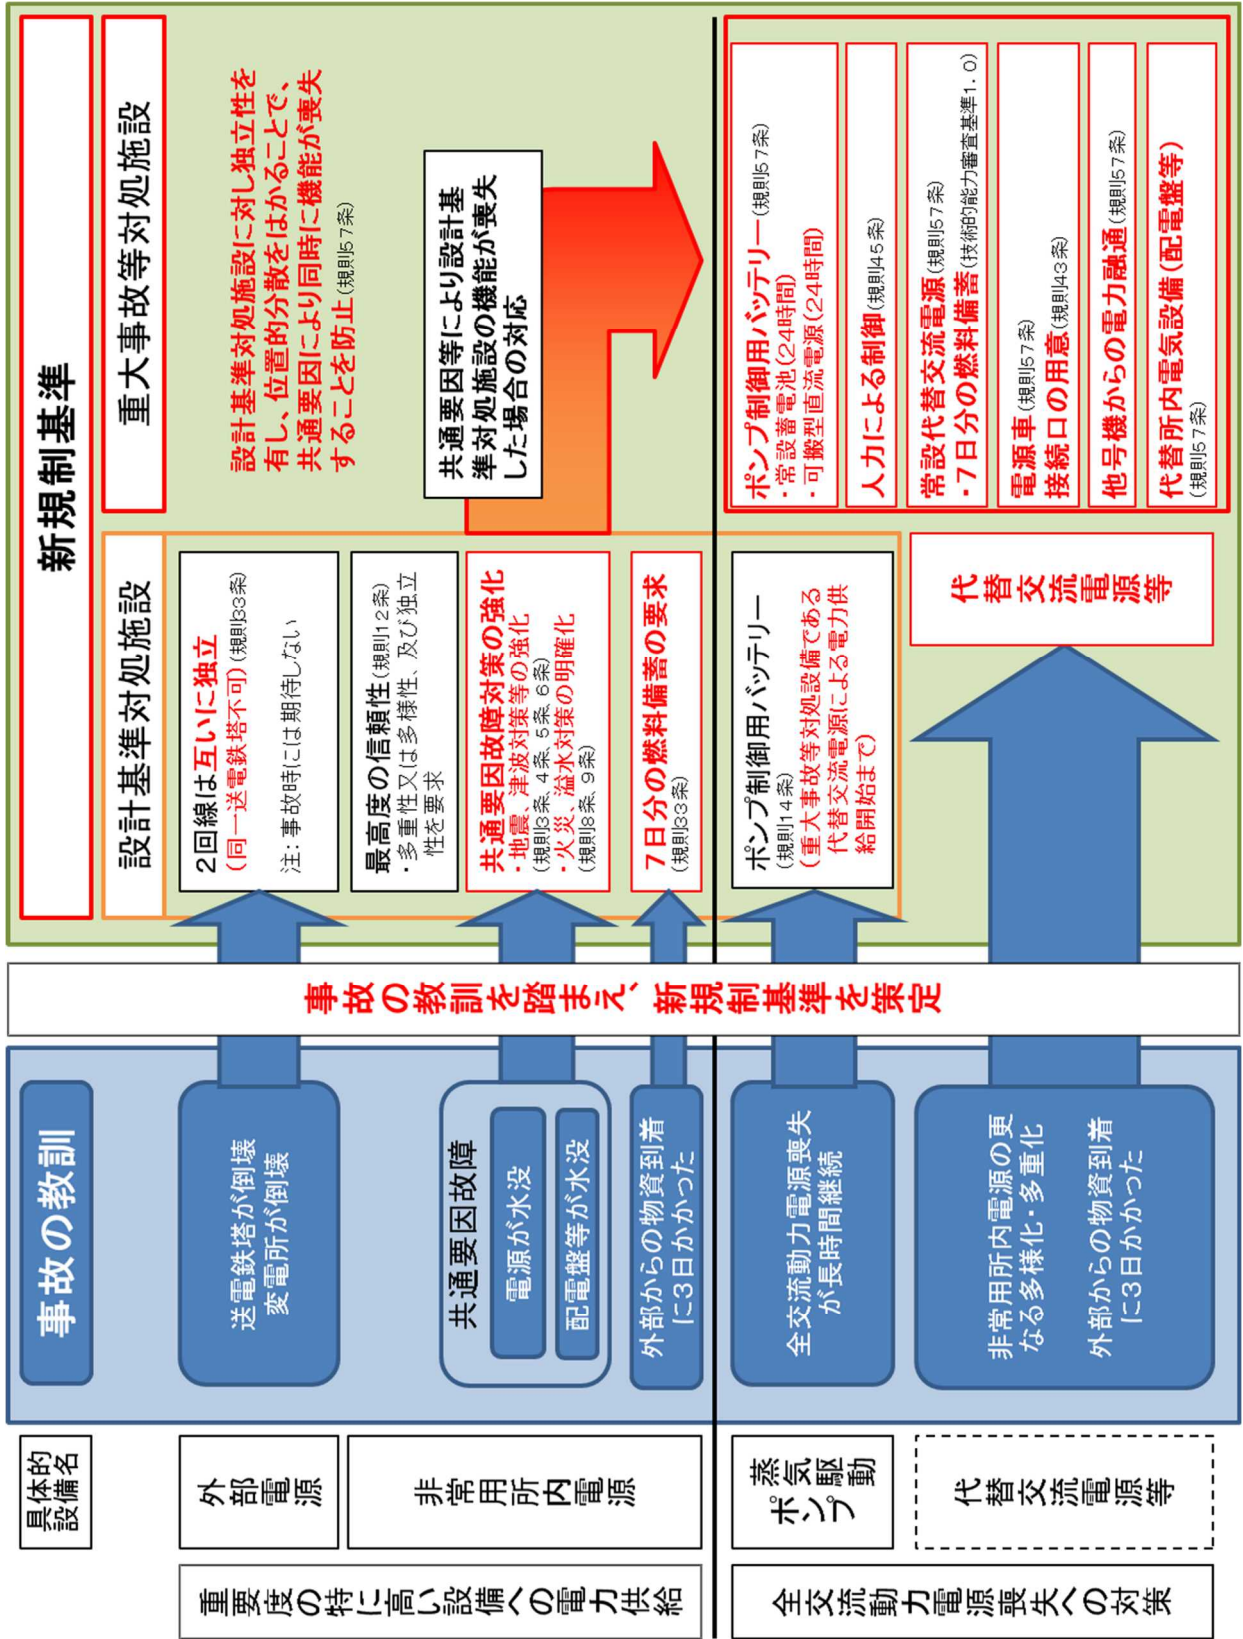 具体的
設備名
事故の教訓
新規制基準
設計基準対処施設
重大事故等対処施設
事故の教訓を踏まえ、新規制基準を策定
重要度の特に高い設備への電力供給
外部電源
送電鉄塔が倒壊
変電所が倒壊
2回線は互いに独立
(同一送電鉄塔不可)(規則33条)
注:事故時には期待しない
非常用所内電源
共通要因故障
電源が水没
配電盤等が水没
外部からの物資到着
に3日かかった
最高度の信頼性(規則12条)
・多重性又は多様性、及び独立
性を要求
共通要因故障対策の強化
・地震、津波対策等の強化
(規則3条、4条、5条、6条)
・火災、溢水対策の明確化
(規則8条、9条)
7日分の燃料備蓄の要求
(規則33条)
設計基準対処施設に対し独立性を
有し、位置的分散をはかることで、
共通要因により同時に機能が喪失
することを防止(規則57条)
共通要因等により設計基
準対処施設の機能が喪失
した場合の対応
全交流動力電源喪失への対策
蒸気駆動
ポンプ
全交流動力電源喪失
が長時間継続
ポンプ制御用バッテリー
(規則14条)
(重大事故等対処設備である
代替交流電源による電力供
給開始まで)
代替交流電源等
非常用所内電源の更
なる多様化・多重化
外部からの物資到着
に3日かかった
代替交流電源等
ポンプ制御用バッテリー(規則57条)
・常設蓄電池(24時間)
・可搬型直流電源(24時間)
人力による制御(規則45条)
常設代替交流電源(規則57条)
・7日分の燃料備蓄(技術的能力審査基準1.0)
電源車(規則57条)
接続口の用意(規則43条)
他号機からの電力融通(規則57条)
代替所内電気設備(配電盤等)
(規則57条)